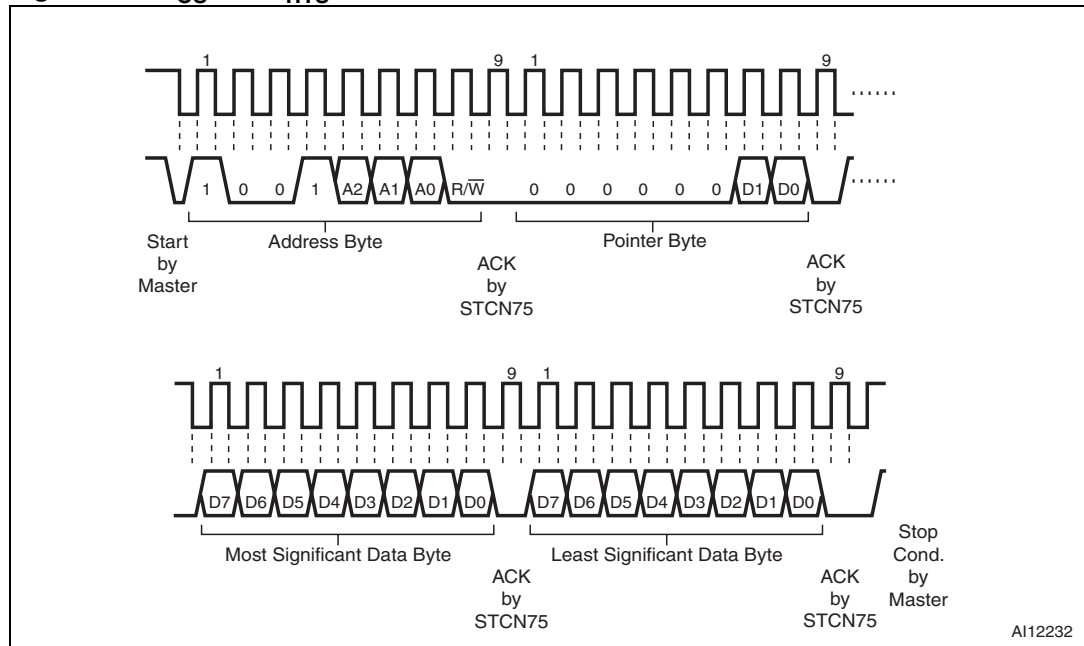 1 9 1 9
1 0 0 1 A2 A1 A0 R/W 0 0 0 0 0 0 D1 D0
Start by Master
Address Byte
ACK by STCN75
Pointer Byte
ACK by STCN75
1 9 1 9
D7 D6 D5 D4 D3 D2 D1 D0 D7 D6 D5 D4 D3 D2 D1 D0
Most Significant Data Byte
ACK by STCN75
Least Significant Data Byte
ACK by STCN75
Stop Cond. by Master
AI12232